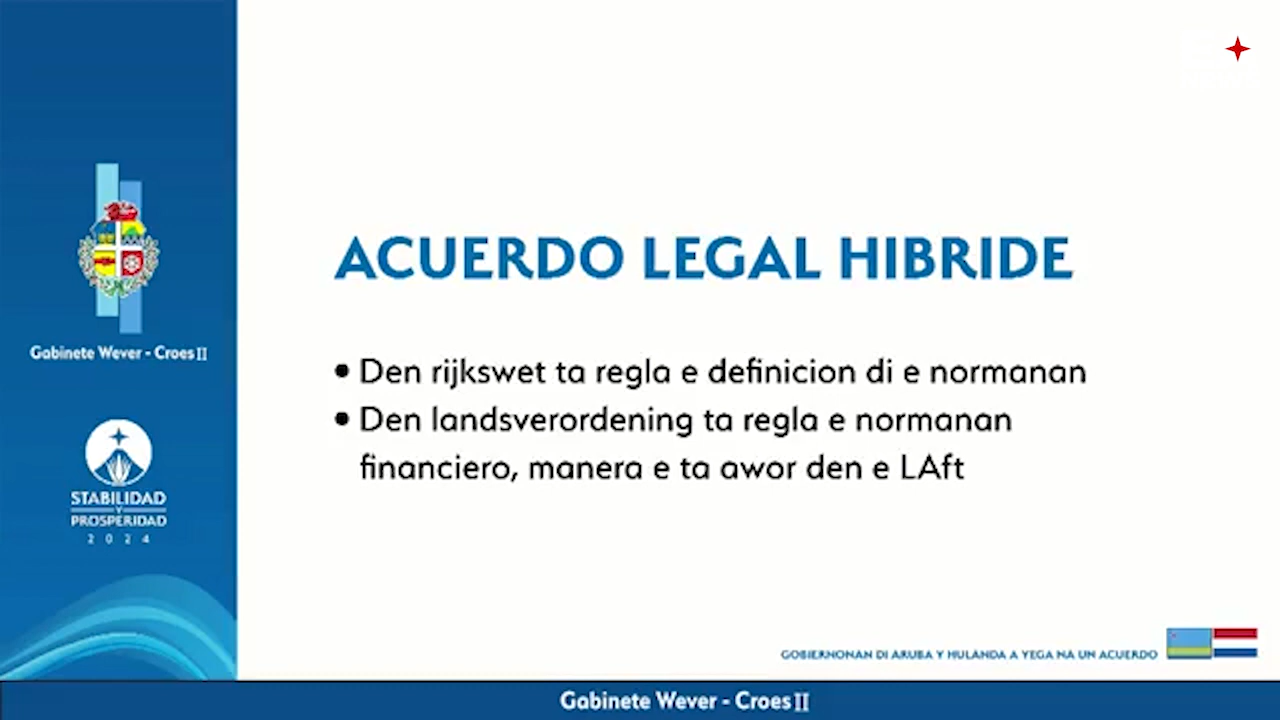 Gabinete Wever - Croes II
STABILIDAD
Y
PROSPERIDAD
2024
ACUERDO LEGAL HIBRIDE
• Den rijkswet ta regla e definicion di e normanan
• Den landsverordening ta regla e normanan
financiero, manera e ta awor den e LAft
GOBIERNONAN DI ARUBA Y HULANDA A YEGA NA UN ACUERDO
Gabinete Wever - Croes II